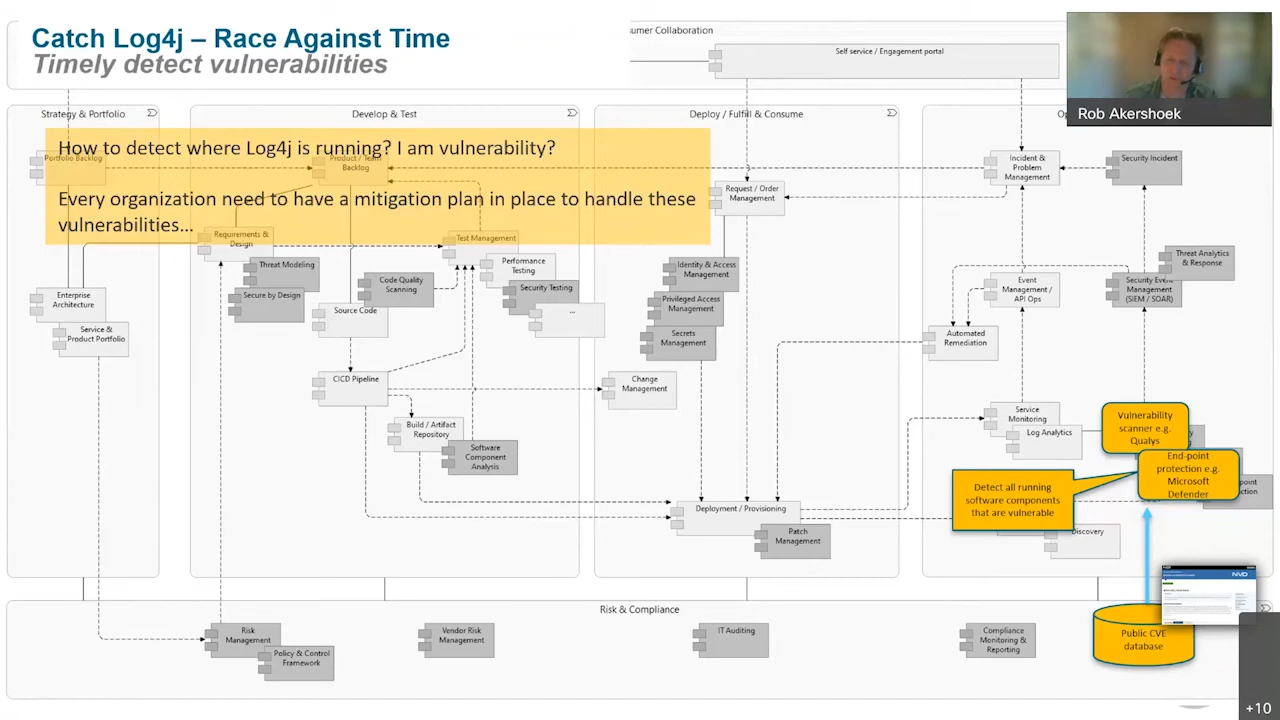 Catch Log4j – Race Against Time
Timely detect vulnerabilities
sumer Collaboration
Self service / Engagement portal
Rob Akershoek
Strategy & Portfolio
Develop & Test
Deploy / Fulfill & Consume
Op
How to detect where Log4j is running? I am vulnerability?
Every organization need to have a mitigation plan in place to handle these
vulnerabilities...
Portfolio Backlog
Product / Team
Backlog
Request / Order
Management
Incident &
Problem
Management
Security Incident
Requirements &
Design
Test Management
Threat Modeling
Secure by Design
Code Quality
Scanning
Performance
Testing
Security Testing
...
Identity & Access
Management
Privileged Access
Management
Secrets
Management
Event
Management /
API Ops
Threat Analytics
& Response
Security Event
Management
(SIEM / SOAR)
Enterprise
Architecture
Service &
Product Portfolio
Source Code
Automated
Remediation
CICD Pipeline
Change
Management
Build / Artifact
Repository
Software
Component
Analysis
Service
Monitoring
Log Analytics
Vulnerability
scanner e.g.
Qualys
y
End-point
protection e.g.
Microsoft
Defender
point
ction
Detect all running
software components
that are vulnerable
Deployment / Provisioning
Patch
Management
Discovery
NVD
Risk & Compliance
Risk
Management
Policy & Control
Framework
Vendor Risk
Management
IT Auditing
Compliance
Monitoring &
Reporting
Public CVE
database
+10